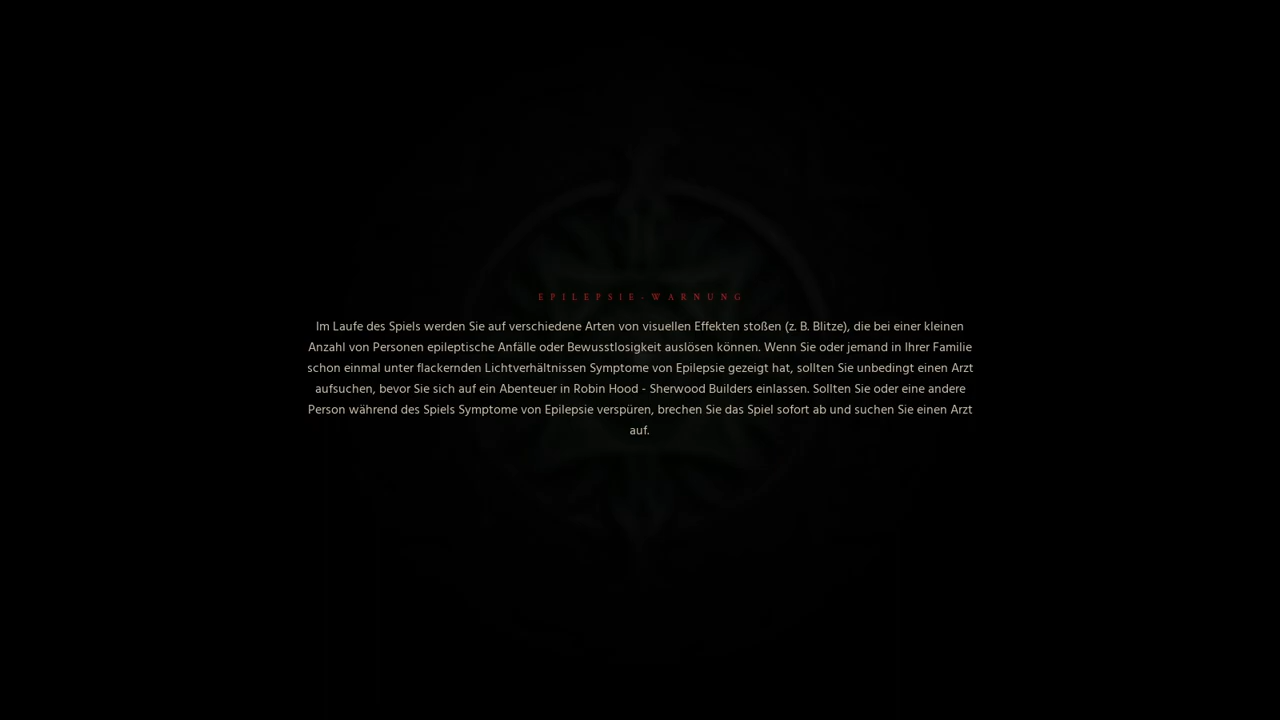 EPILEPSIE-WARNUNG
Im Laufe des Spiels werden Sie auf verschiedene Arten von visuellen Effekten stoßen (z. B. Blitze), die bei einer kleinen
Anzahl von Personen epileptische Anfälle oder Bewusstlosigkeit auslösen können. Wenn Sie oder jemand in Ihrer Familie
schon einmal unter flackernden Lichtverhältnissen Symptome von Epilepsie gezeigt hat, sollten Sie unbedingt einen Arzt
aufsuchen, bevor Sie sich auf ein Abenteuer in Robin Hood - Sherwood Builders einlassen. Sollten Sie oder eine andere
Person während des Spiels Symptome von Epilepsie verspüren, brechen Sie das Spiel sofort ab und suchen Sie einen Arzt
auf.